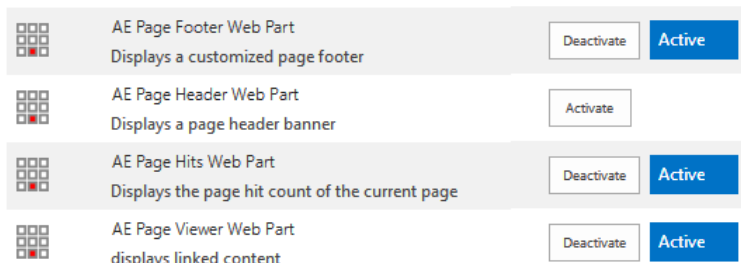 AE Page Footer Web Part
Displays a customized page footer
Deactivate
Active
AE Page Header Web Part
Displays a page header banner
Activate
AE Page Hits Web Part
Displays the page hit count of the current page
Deactivate
Active
AE Page Viewer Web Part
displays linked content
Deactivate
Active